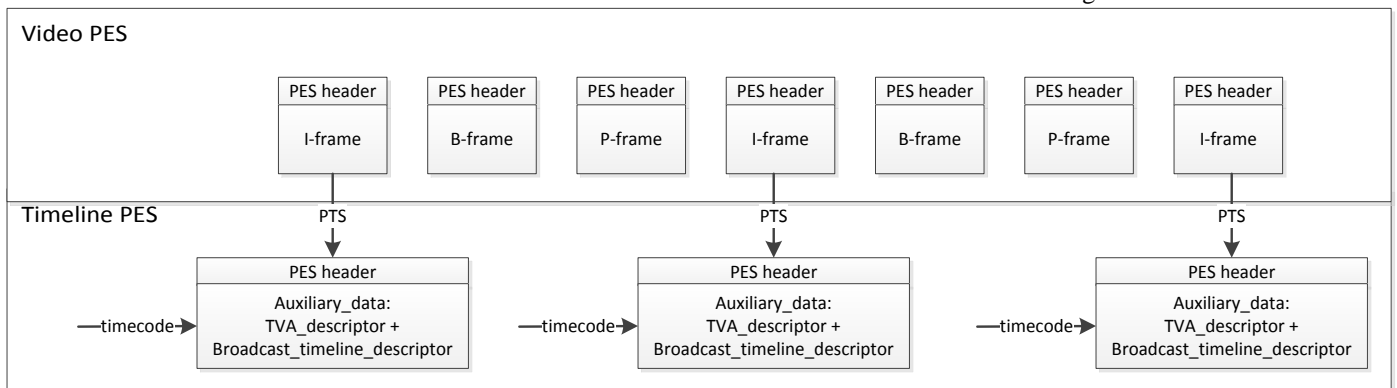 Video PES
PES header PES header PES header PES header PES header PES header PES header
I-frame B-frame P-frame I-frame B-frame P-frame I-frame
Timeline PES
PTS PTS PTS
PES header PES header PES header
Auxiliary_data: Auxiliary_data: Auxiliary_data:
timecode TVA_descriptor + timecode TVA_descriptor + timecode TVA_descriptor +
Broadcast_timeline_descriptor Broadcast_timeline_descriptor Broadcast_timeline_descriptor